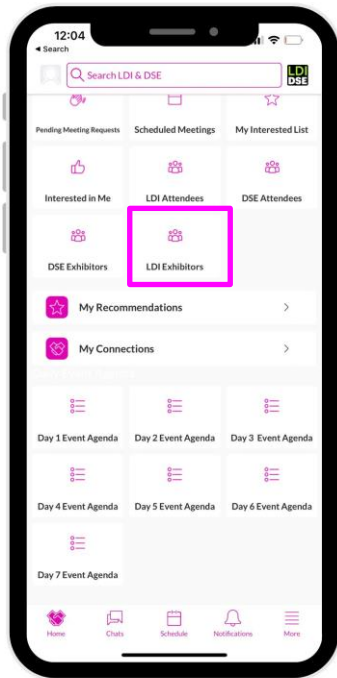 12:04
Search
Search LDI & DSE
LDI
DSE
Pending Meeting Requests
Scheduled Meetings
My Interested List
Interested in Me
LDI Attendees
DSE Attendees
DSE Exhibitors
LDI Exhibitors
My Recommendations
My Connections
Day 1 Event Agenda
Day 2 Event Agenda
Day 3 Event Agenda
Day 4 Event Agenda
Day 5 Event Agenda
Day 6 Event Agenda
Day 7 Event Agenda
Home
Chats
Schedule
Notifications
More